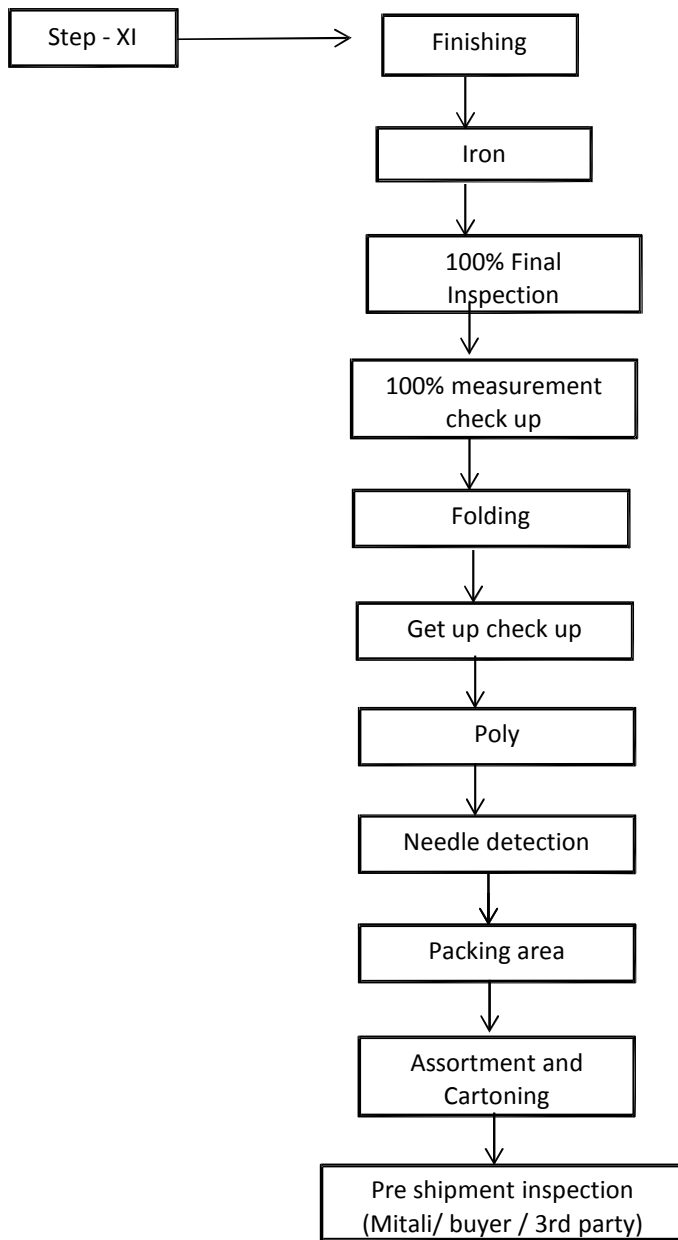 Step - XI
Finishing
Iron
100% Final
Inspection
100% measurement
check up
Folding
Get up check up
Poly
Needle detection
Packing area
Assortment and
Cartoning
Pre shipment inspection
(Mitali/ buyer / 3rd party)